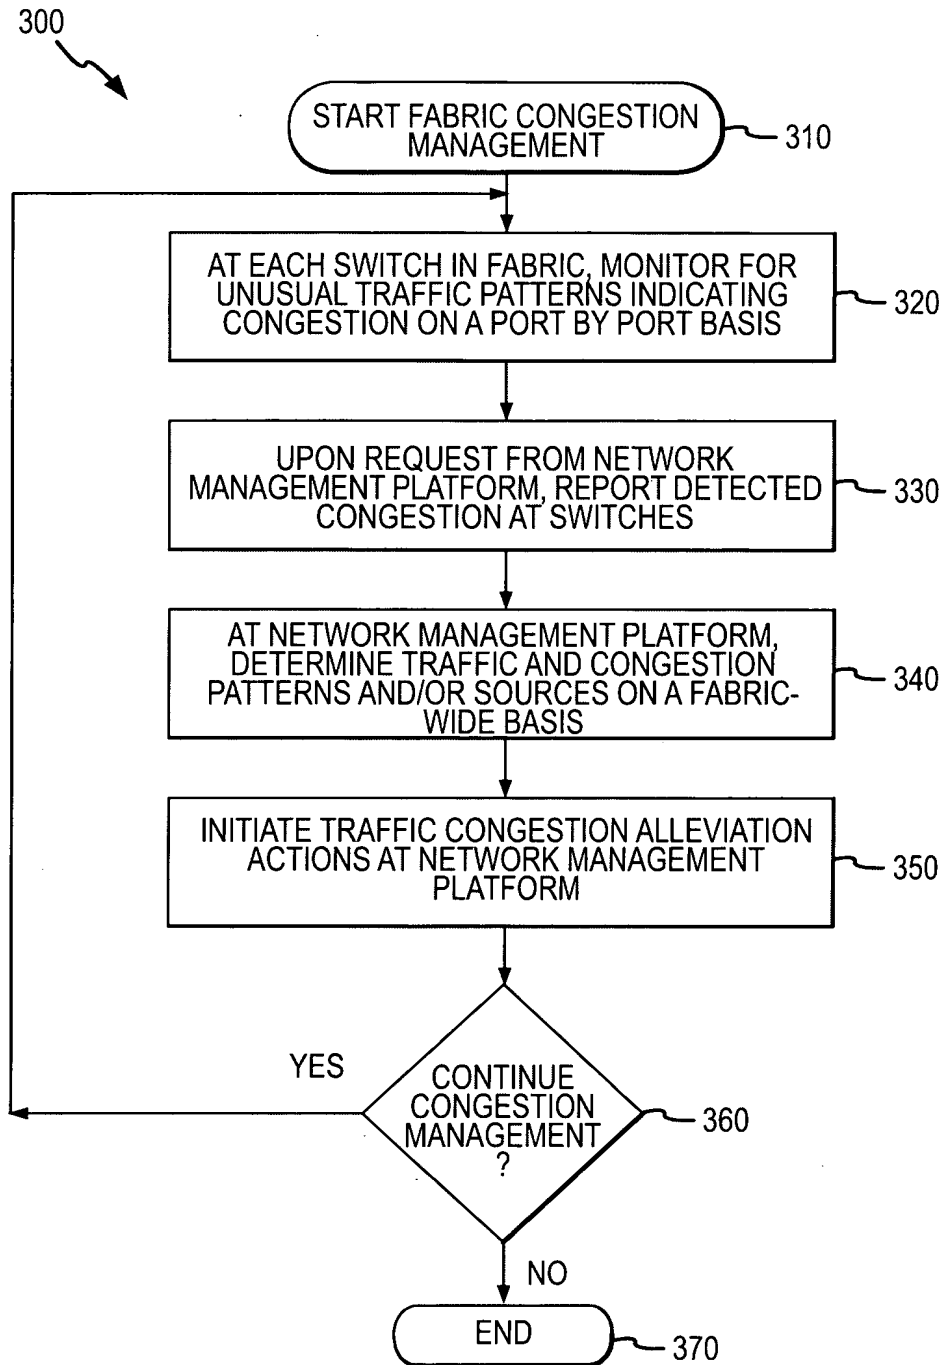 300
START FABRIC CONGESTION
MANAGEMENT
310
AT EACH SWITCH IN FABRIC, MONITOR FOR
UNUSUAL TRAFFIC PATTERNS INDICATING
CONGESTION ON A PORT BY PORT BASIS
320
UPON REQUEST FROM NETWORK
MANAGEMENT PLATFORM, REPORT DETECTED
CONGESTION AT SWITCHES
330
AT NETWORK MANAGEMENT PLATFORM,
DETERMINE TRAFFIC AND CONGESTION
PATTERNS AND/OR SOURCES ON A FABRIC-
WIDE BASIS
340
INITIATE TRAFFIC CONGESTION ALLEVIATION
ACTIONS AT NETWORK MANAGEMENT
PLATFORM
350
YES
CONTINUE
CONGESTION
MANAGEMENT
?
360
NO
END
370